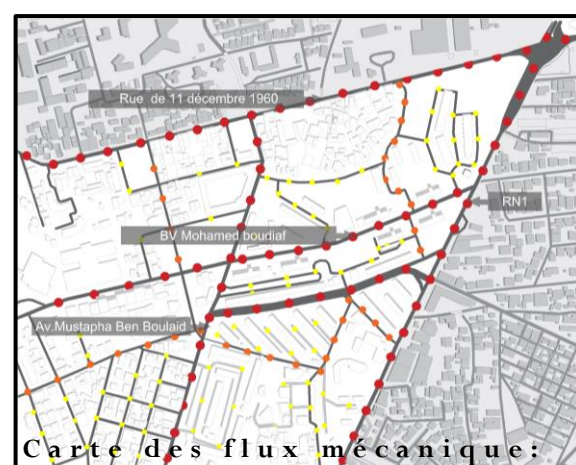 Rue de 11 décembre 1960
RN1
BV Mohamed boudiaf
Av.Mustapha Ben Boulaid
Carte des flux mécanique: